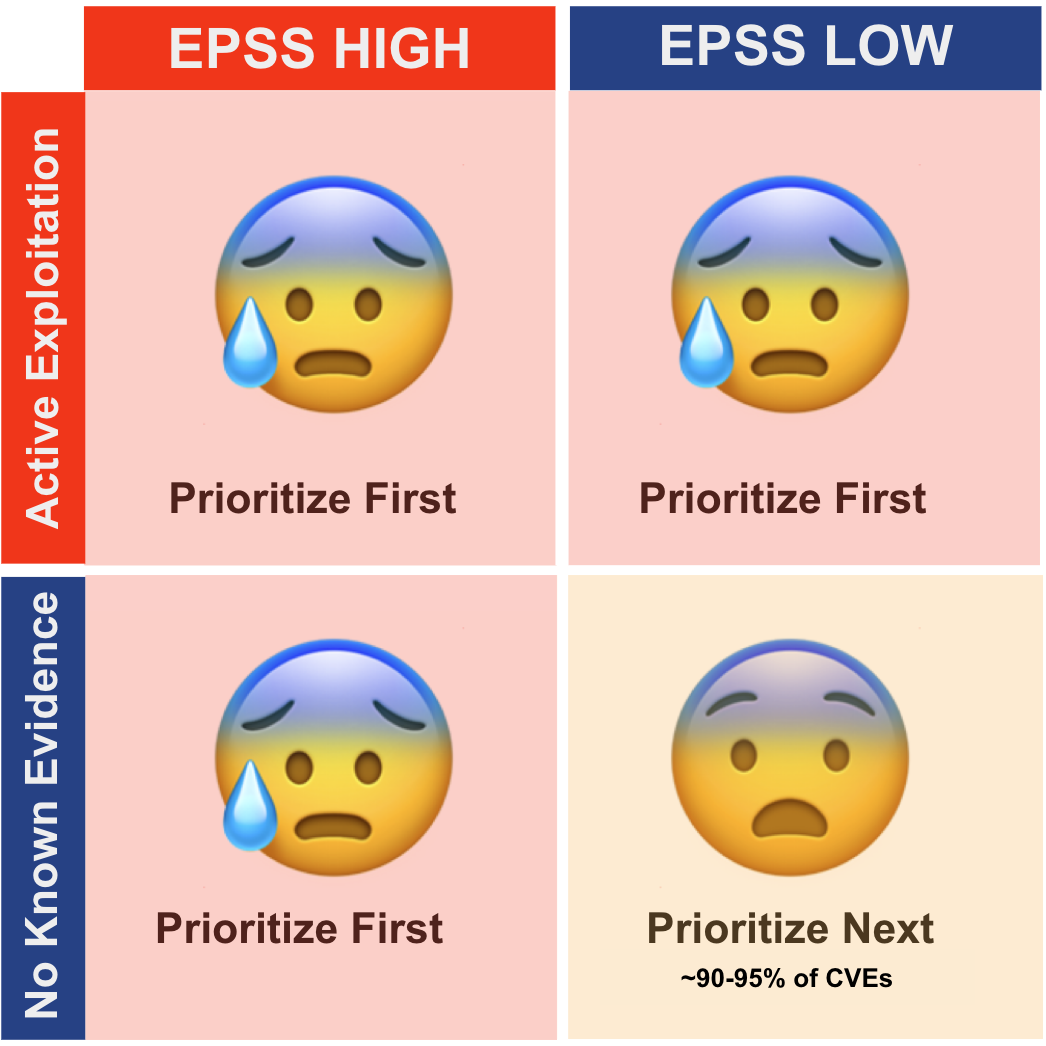 EPSS HIGH
EPSS LOW
Active Exploitation
Prioritize First
Prioritize First
No Known Evidence
Prioritize First
Prioritize Next
~90-95% of CVEs